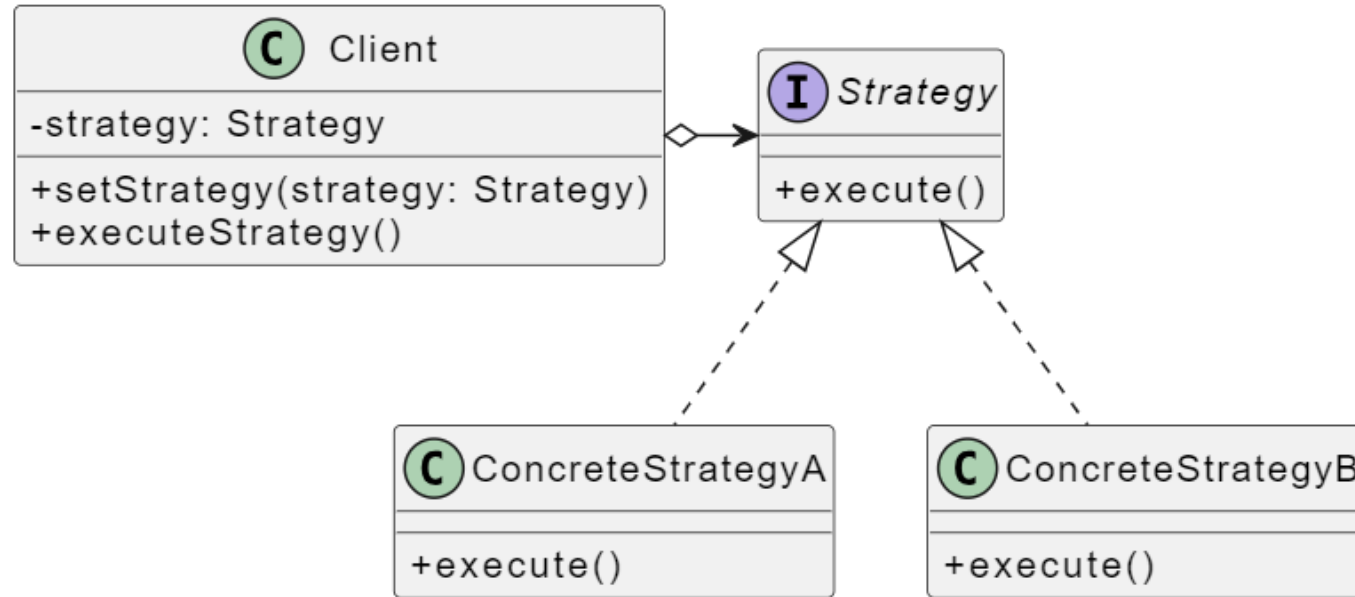 C Client
-strategy: Strategy
+setStrategy(strategy: Strategy)
+executeStrategy()
I Strategy
+execute()
C ConcreteStrategyA
+execute()
C ConcreteStrategyB
+execute()